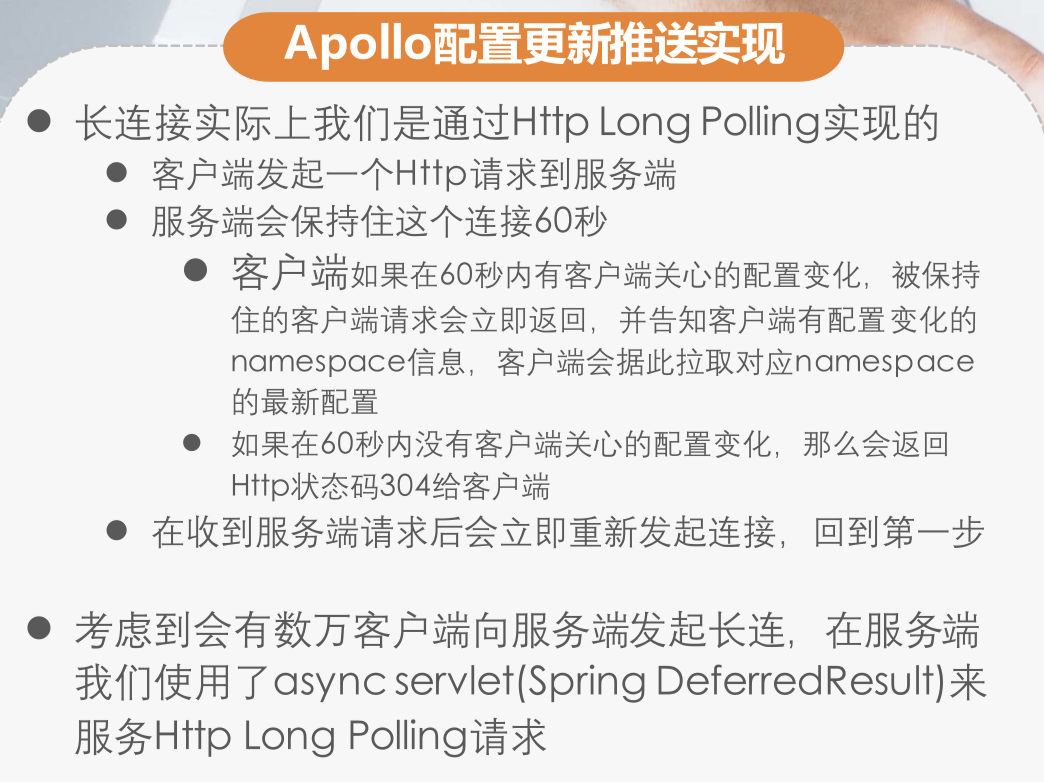 Apollo配置更新推送实现
● 长连接实际上我们是通过Http Long Polling实现的
● 客户端发起一个Http请求到服务端
● 服务端会保持住这个连接60秒
● 客户端如果在60秒内有客户端关心的配置变化，被保持
住的客户端请求会立即返回，并告知客户端有配置变化的
namespace信息，客户端会据此拉取对应namespace
的最新配置
● 如果在60秒内没有客户端关心的配置变化，那么会返回
Http状态码304给客户端
● 在收到服务端请求后会立即重新发起连接，回到第一步
● 考虑到会有数万客户端向服务端发起长连，在服务端
我们使用了async servlet(Spring DeferredResult)来
服务Http Long Polling请求